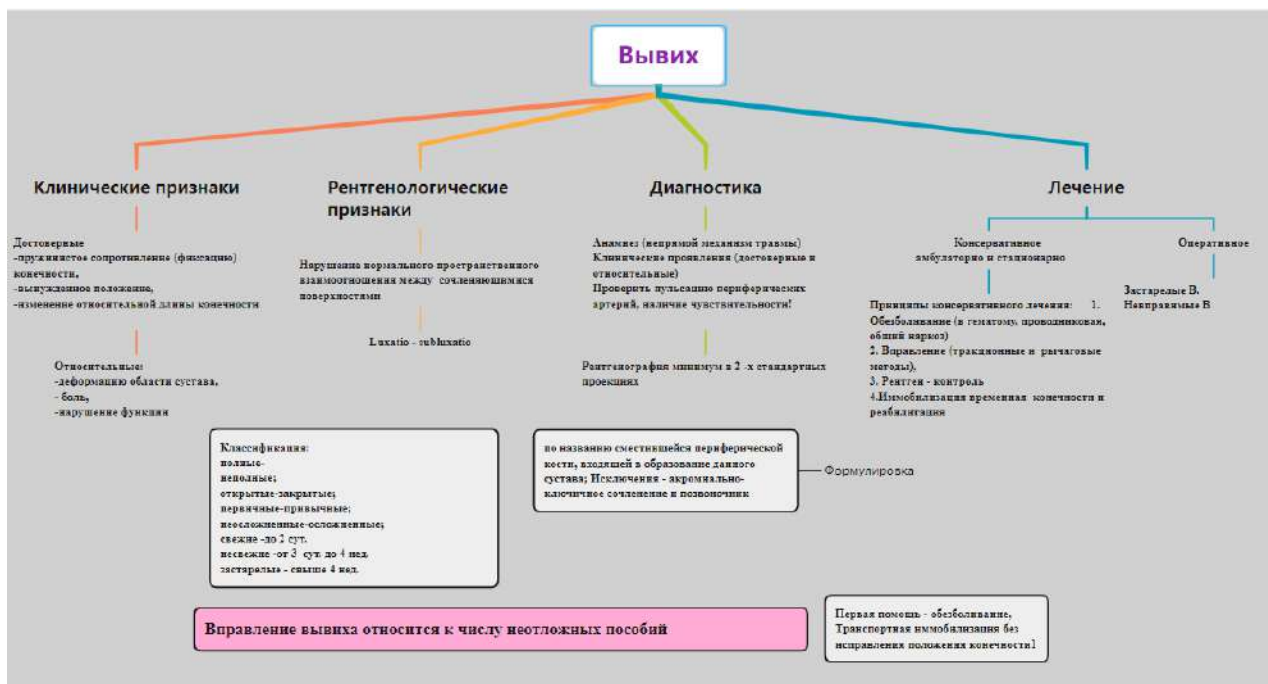 Вывих
Клинические признаки
Достоверные
-пружинистое сопротивление (фиксацию)
конечности,
-вынужденное положение,
-изменение относительной длины конечности
Относительные:
-деформацию области сустава,
- боль,
-нарушение функции
Рентгенологические
признаки
Нарушение нормального пространственного
взаимоотношения между сочленяющимися
поверхностями
Luxatio - subluxatio
Диагностика
Анамнез (непрямой механизм травмы)
Клинические проявления (достоверные и
относительные)
Проверить пульсацию периферических
артерий, наличие чувствительности!
Рентгенография минимум в 2 -х стандартных
проекциях
Лечение
Консервативное
амбулаторно и стационарно
Принципы консервативного лечения: 1.
Обезболивание (в гематому, проводниковая,
общий наркоз)
2. Вправление (тракционные и рычаговые
методы),
3. Рентген - контроль
4.Иммобилизация временная конечности и
реабилитация
Оперативное
Застарелые В.
Невправимые В
Классификация:
полные-
неполные;
открытые-закрытые;
первичные-привычные;
неосложненные-осложненные;
свежие -до 2 сут.
несвежие -от 3 сут. до 4 нед.
застарелые - свыше 4 нед.
по названию сместившейся периферической
кости, входящей в образование данного
сустава; Исключения - акромиально-
ключичное сочленение и позвоночник
Формулировка
Вправление вывиха относится к числу неотложных пособий
Первая помощь - обезболивание,
Транспортная иммобилизация без
исправления положения конечности!